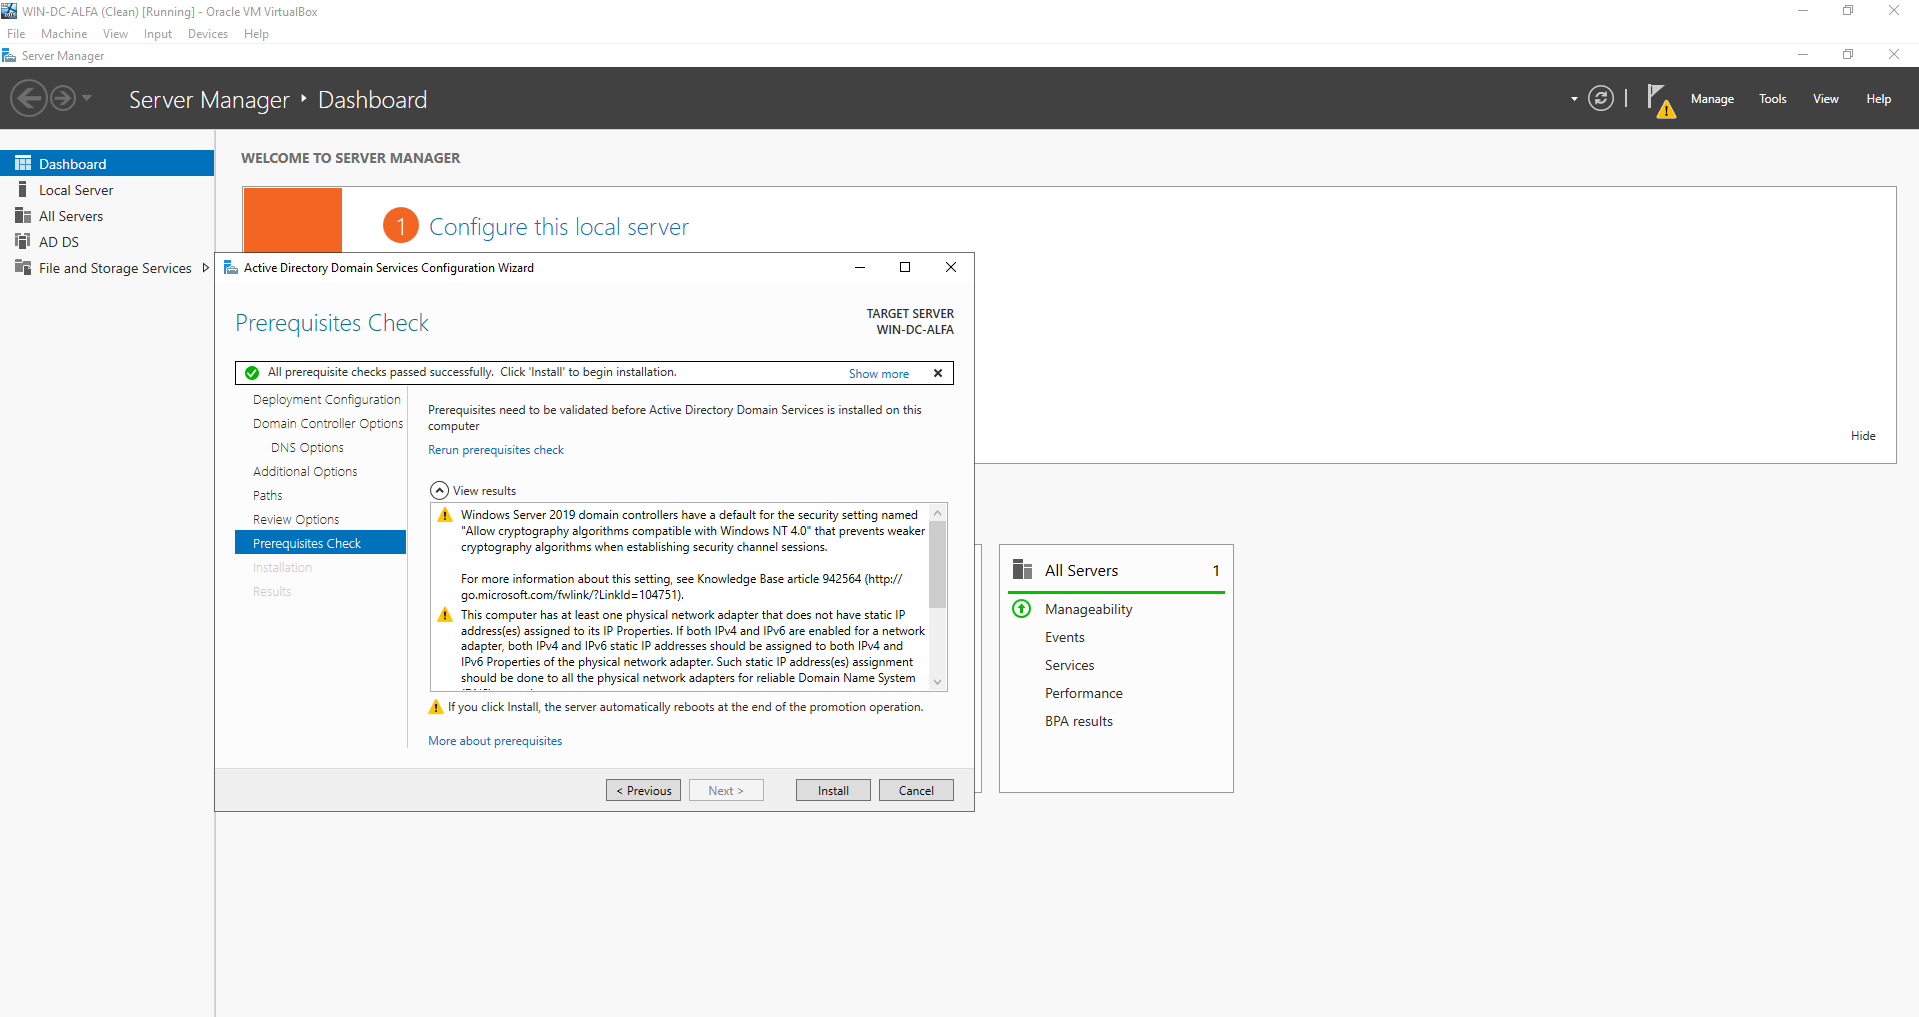 WIN-DC-ALFA (Clean) [Running] - Oracle VM VirtualBox
File Machine View Input Devices Help
Server Manager
Server Manager Dashboard
Manage Tools View Help
Dashboard
Local Server
All Servers
AD DS
File and Storage Services
WELCOME TO SERVER MANAGER
1 Configure this local server
Hide
Active Directory Domain Services Configuration Wizard
Prerequisites Check
TARGET SERVER
WIN-DC-ALFA
All prerequisite checks passed successfully. Click 'Install' to begin installation.
Show more
Deployment Configuration
Domain Controller Options
DNS Options
Additional Options
Paths
Review Options
Prerequisites Check
Installation
Results
Prerequisites need to be validated before Active Directory Domain Services is installed on this
computer
Rerun prerequisites check
View results
Windows Server 2019 domain controllers have a default for the security setting named
"Allow cryptography algorithms compatible with Windows NT 4.0" that prevents weaker
cryptography algorithms when establishing security channel sessions.
For more information about this setting, see Knowledge Base article 942564 (http://
go.microsoft.com/fwlink/?LinkId=104751).
This computer has at least one physical network adapter that does not have static IP
address(es) assigned to its IP Properties. If both IPv4 and IPv6 are enabled for a network
adapter, both IPv4 and IPv6 static IP addresses should be assigned to both IPv4 and
IPv6 Properties of the physical network adapter. Such static IP address(es) assignment
should be done to all the physical network adapters for reliable Domain Name System
If you click Install, the server automatically reboots at the end of the promotion operation.
More about prerequisites
< Previous
Next >
Install
Cancel
All Servers 1
Manageability
Events
Services
Performance
BPA results